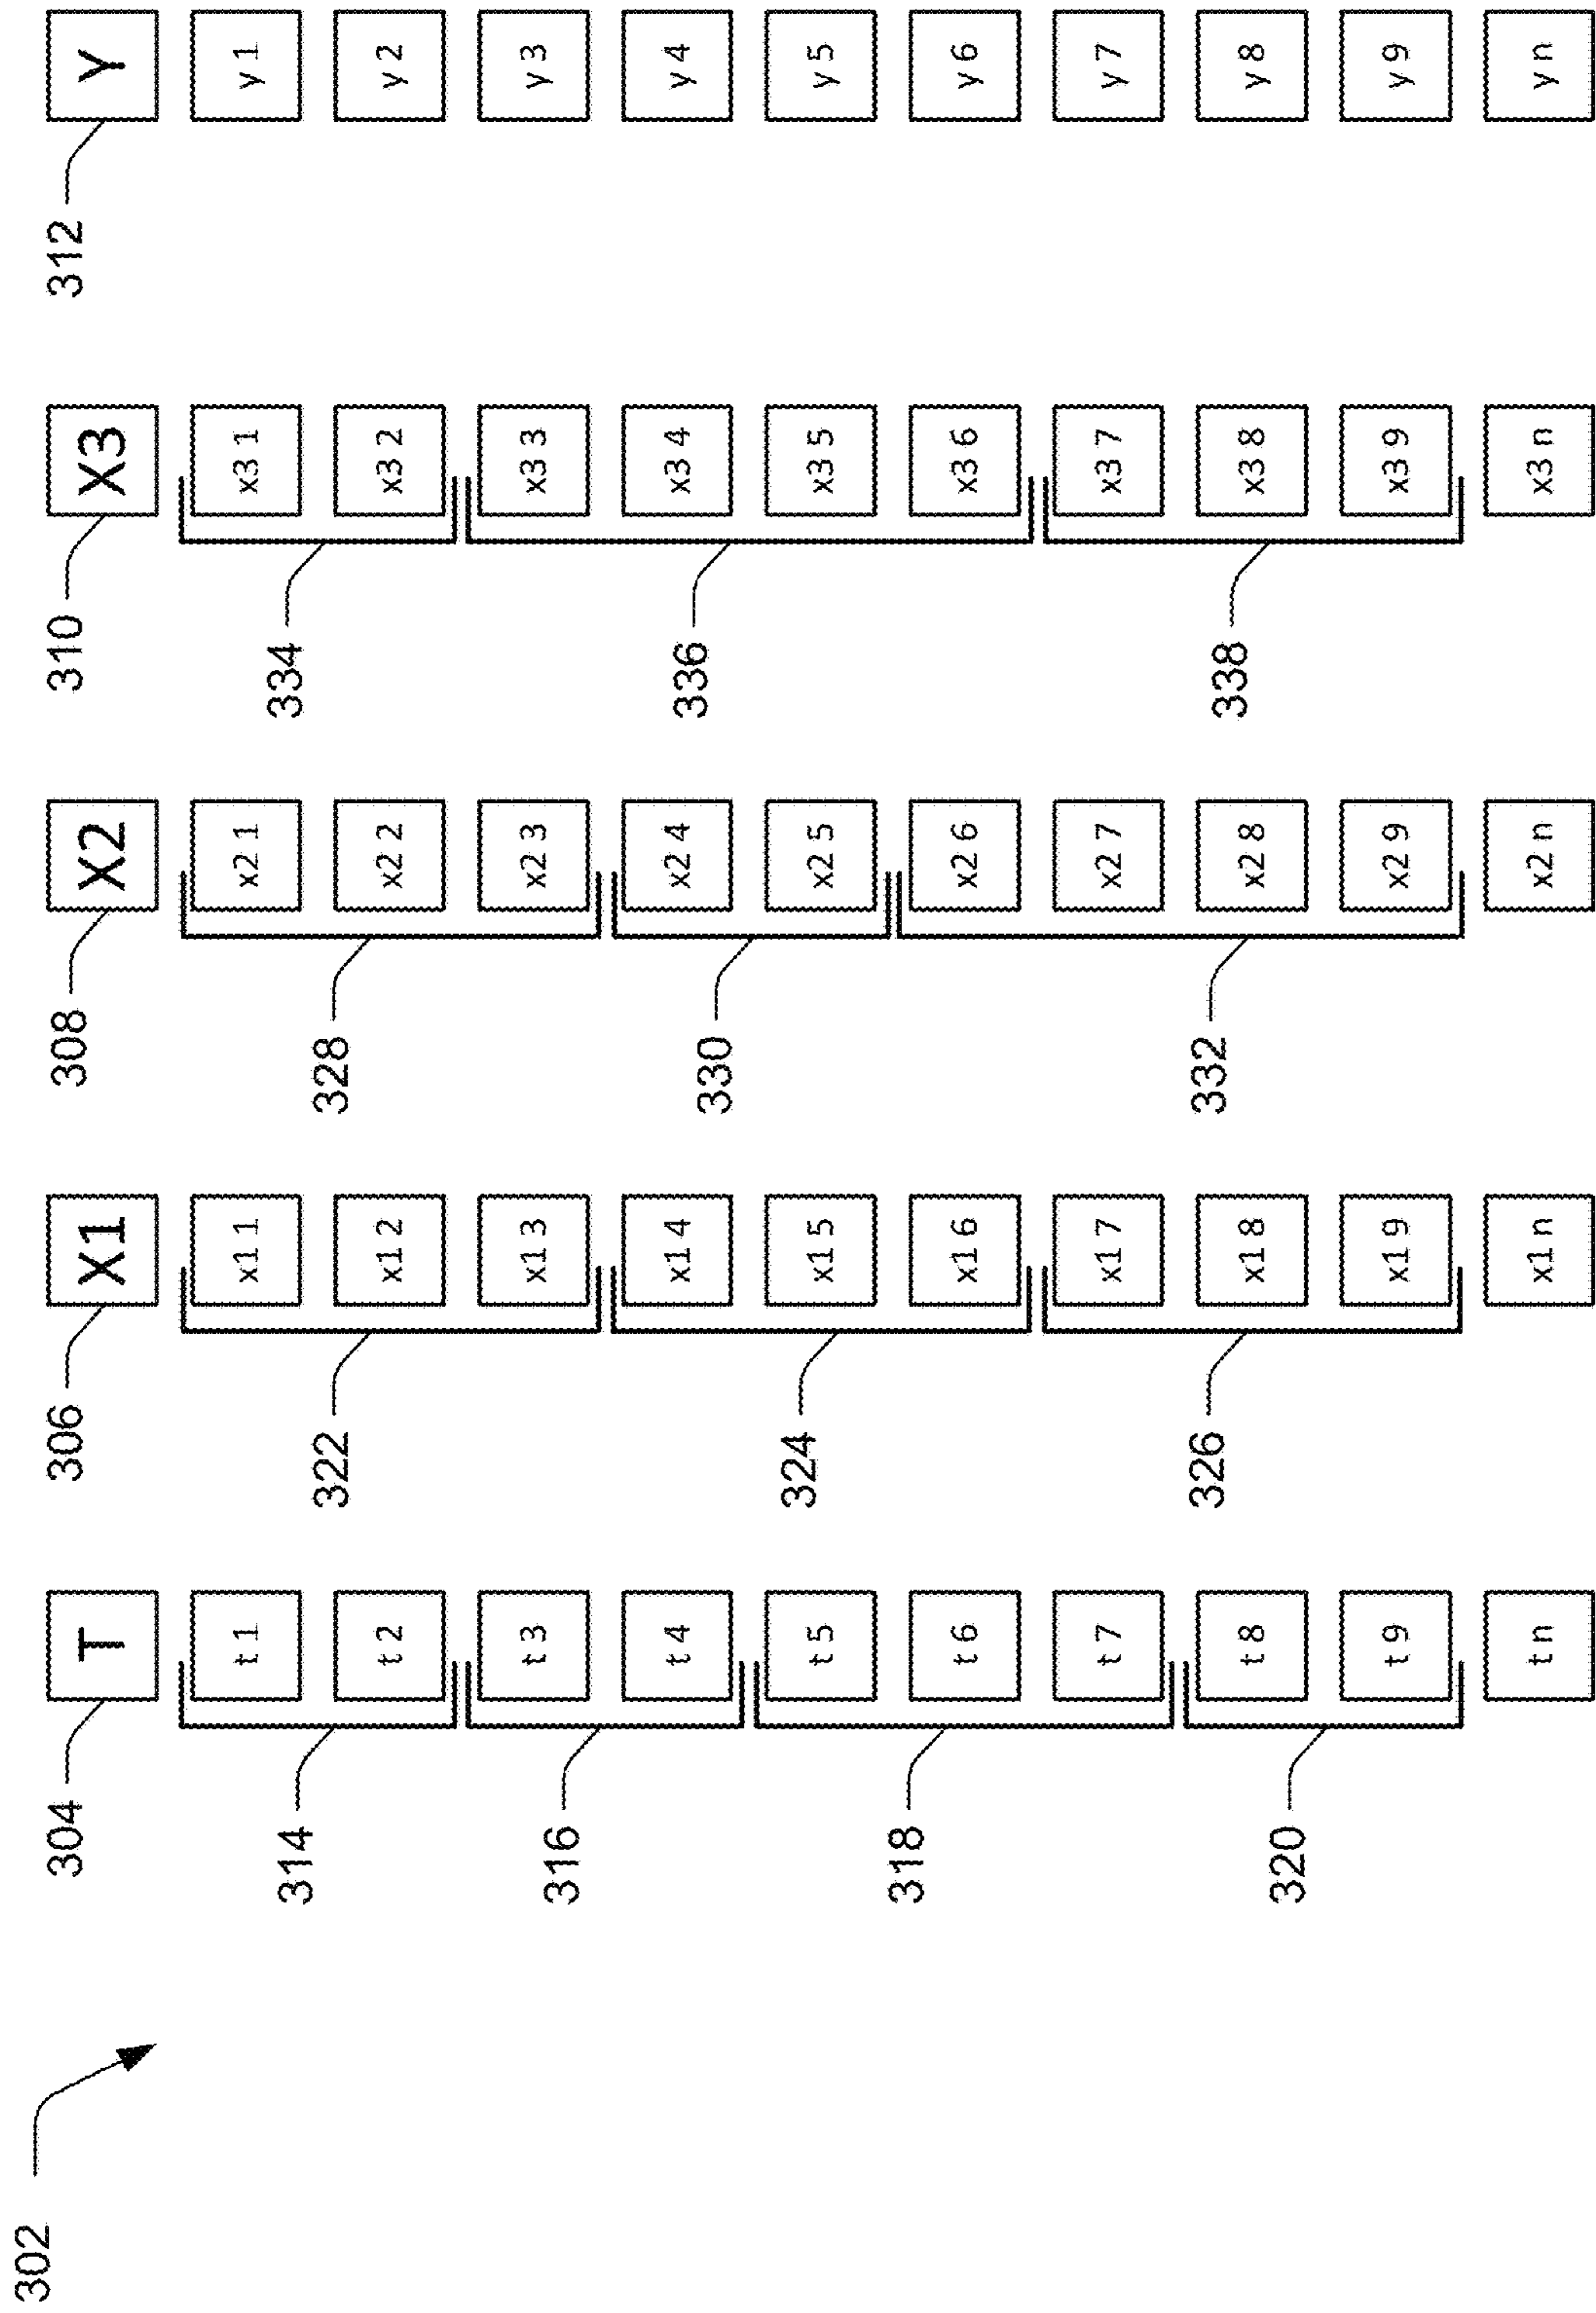 302
304 306 308 310 312
T X1 X2 X3 Y
t 1 x1 1 x2 1 x3 1 y 1
314 322 328 334
t 2 x1 2 x2 2 x3 2 y 2
t 3 x1 3 x2 3 x3 3 y 3
316
t 4 x1 4 x2 4 x3 4 y 4
330 336
324
t 5 x1 5 x2 5 x3 5 y 5
318
t 6 x1 6 x2 6 x3 6 y 6
t 7 x1 7 x2 7 x3 7 y 7
326 332 338
t 8 x1 8 x2 8 x3 8 y 8
320
t 9 x1 9 x2 9 x3 9 y 9
t n x1 n x2 n x3 n y n